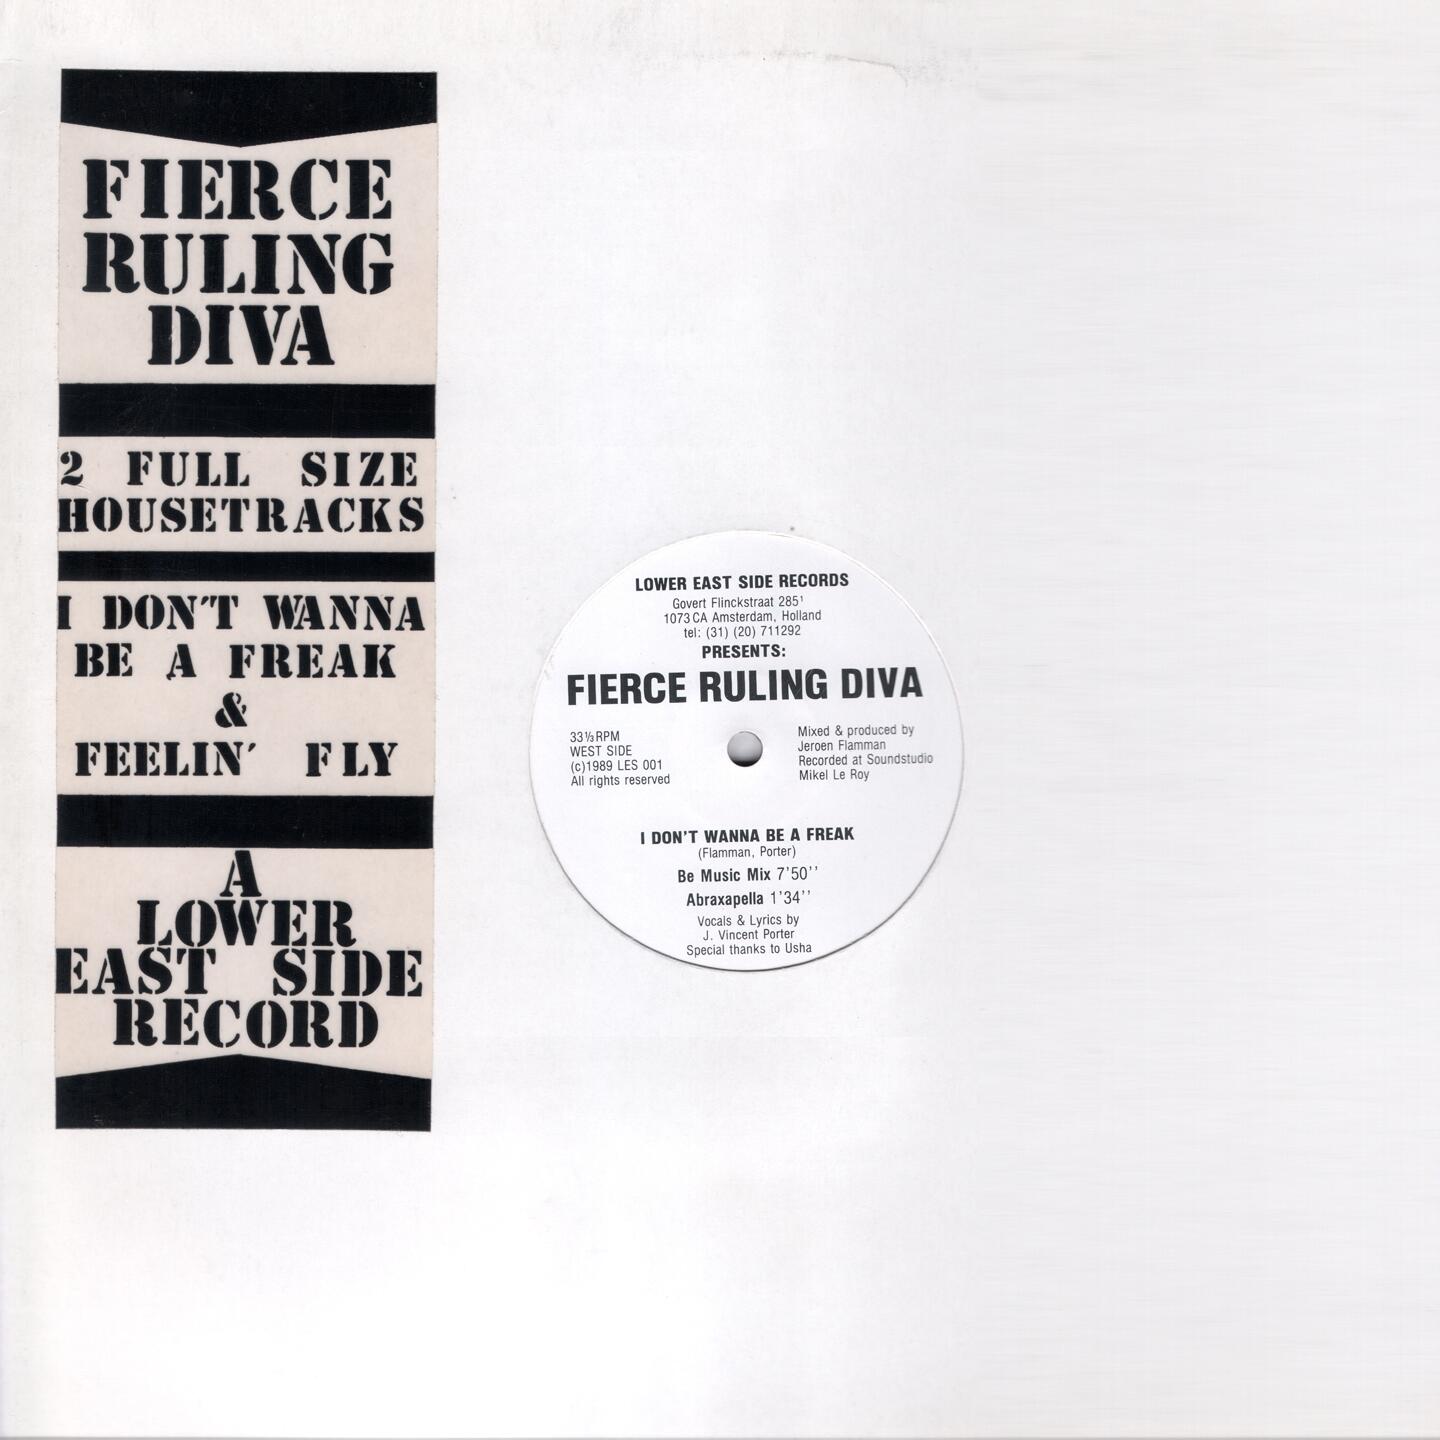 FIERCE
RULING
DIVA
2 FULL SIZE
HOUSETRACKS
I DON'T WANNA
BE A FREAK
&
FEELIN' FLY
A
LOWER
EAST SIDE
RECORD
LOWER EAST SIDE RECORDS
Govert Flinckstraat 285¹
1073 CA Amsterdam, Holland
tel: (31) (20) 711292
PRESENTS:
FIERCE RULING DIVA
33⅓ RPM
WEST SIDE
(c)1989 LES 001
All rights reserved
Mixed & produced by
Jeroen Flamman
Recorded at Soundstudio
Mikel Le Roy
I DON'T WANNA BE A FREAK
(Flamman, Porter)
Be Music Mix 7'50''
Abraxapella 1'34''
Vocals & Lyrics by
J. Vincent Porter
Special thanks to Usha